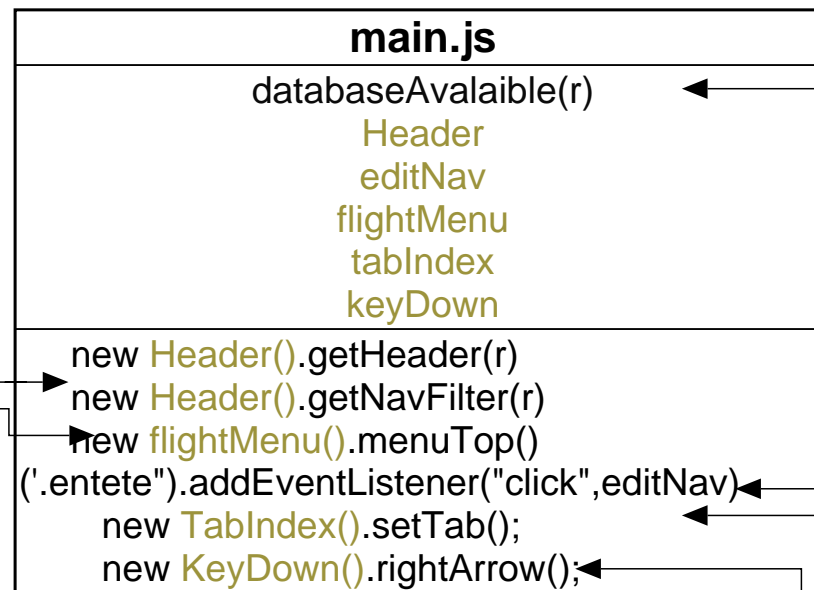 main.js
databaseAvalaible(r)
Header
editNav
flightMenu
tabIndex
keyDown
new Header().getHeader(r)
new Header().getNavFilter(r)
new flightMenu().menuTop()
('.entete").addEventListener("click",editNav)
new TabIndex().setTab();
new KeyDown().rightArrow();